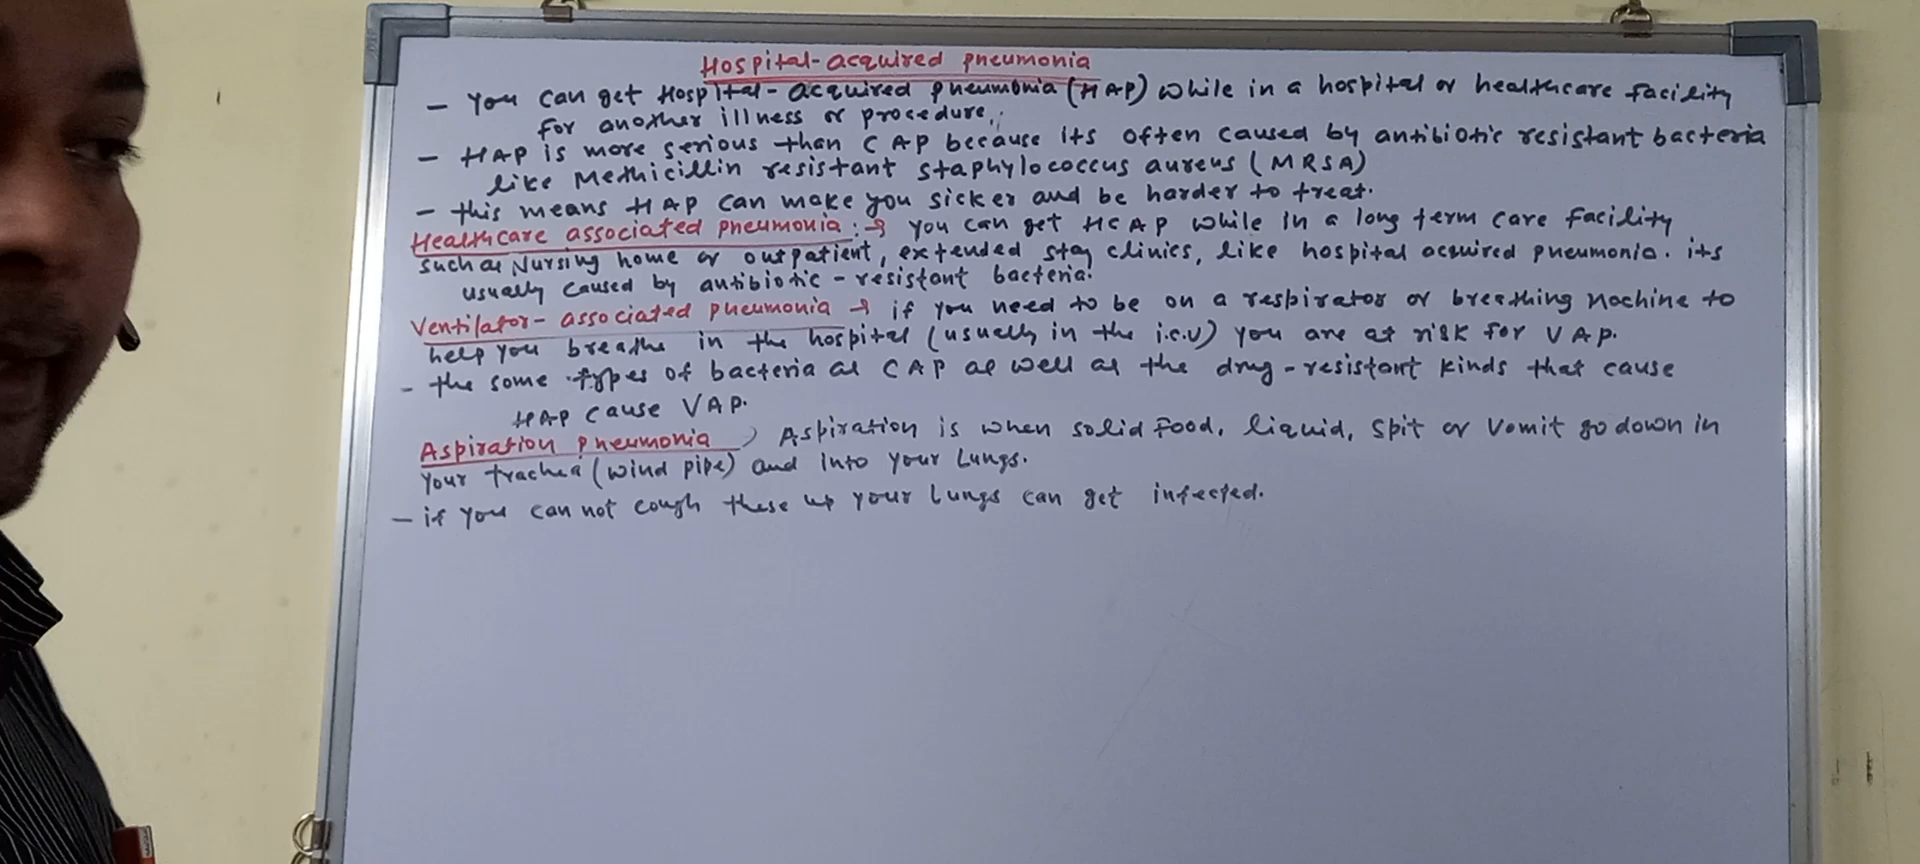 Hospital-acquired pneumonia
- You can get Hospital-acquired pneumonia (HAP) while in a hospital or healthcare facility
for another illness or procedure,
- HAP is more serious than CAP because its often caused by antibiotic resistant bacteria
like Methicillin resistant staphylococcus aureus (MRSA)
- this means HAP can make you sicker and be harder to treat.
Healthcare associated pneumonia :→ you can get HCAP while in a long term care facility
such as Nursing home or outpatient, extended stay clinics, like hospital acquired pneumonia. its
usually caused by antibiotic-resistant bacteria.
Ventilator-associated pneumonia → if you need to be on a respirator or breathing machine to
help you breathe in the hospital (usually in the i.c.u) you are at risk for VAP.
- the some types of bacteria as CAP as well as the drug-resistant kinds that cause
HAP cause VAP.
Aspiration pneumonia → Aspiration is when solid food, liquid, spit or vomit go down in
your trachea (wind pipe) and into your Lungs.
- if you can not cough these up your lungs can get infected.